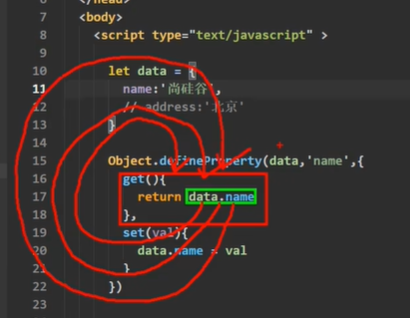 6
7 <body>
8 <script type="text/javascript" >
9
10 let data = {
11 name:'尚硅谷',
12 // address:'北京'
13 }
14
15 Object.defineProperty(data,'name',{
16 get(){
17 return data.name
18 },
19 set(val){
20 data.name = val
21 }
22 })
23